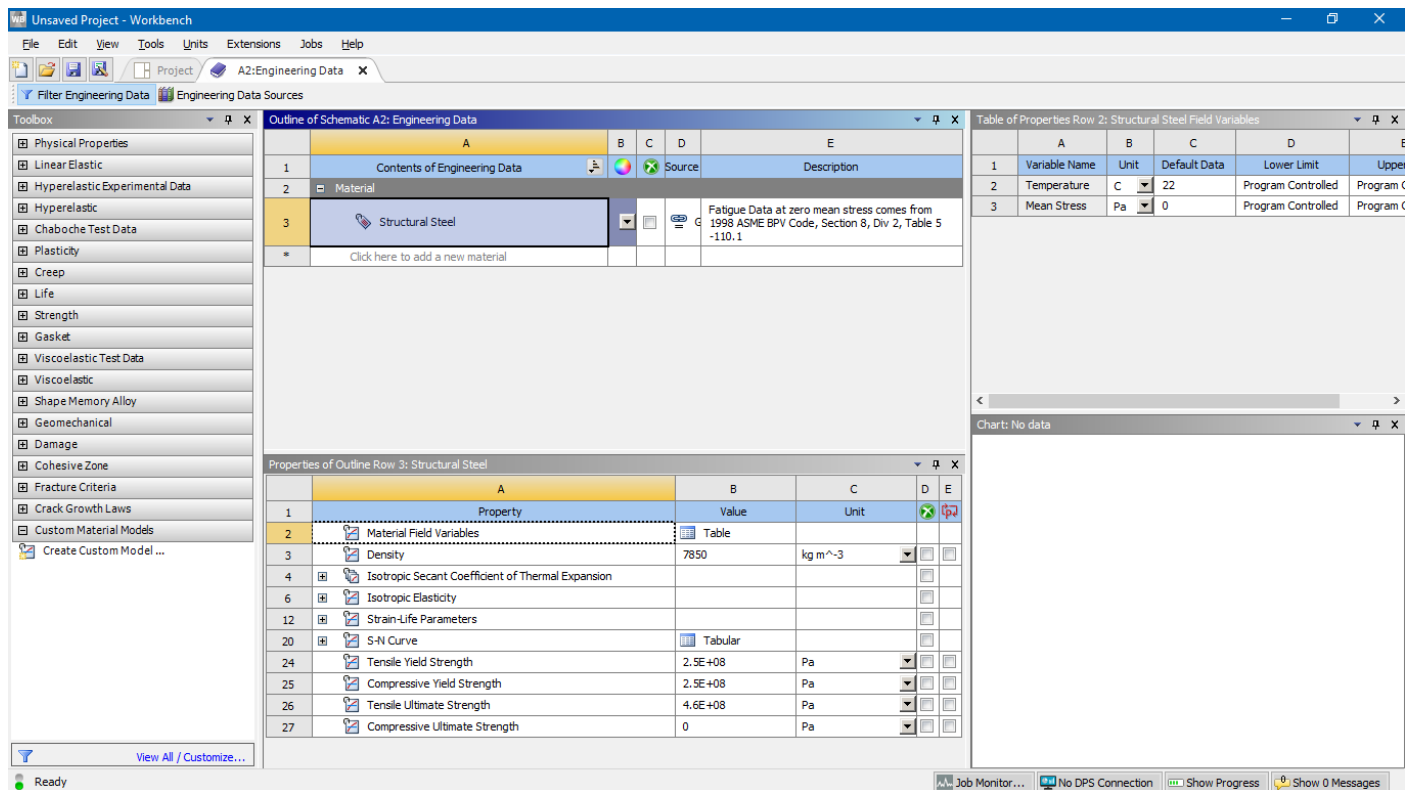 Unsaved Project - Workbench
File Edit View Tools Units Extensions Jobs Help
Project A2:Engineering Data
Filter Engineering Data Engineering Data Sources
Toolbox
Physical Properties
Linear Elastic
Hyperelastic Experimental Data
Hyperelastic
Chaboche Test Data
Plasticity
Creep
Life
Strength
Gasket
Viscoelastic Test Data
Viscoelastic
Shape Memory Alloy
Geomechanical
Damage
Cohesive Zone
Fracture Criteria
Crack Growth Laws
Custom Material Models
Create Custom Model ...
View All / Customize...
Outline of Schematic A2: Engineering Data
A B C D E
1 Contents of Engineering Data Source Description
2 Material
3 Structural Steel G Fatigue Data at zero mean stress comes from
1998 ASME BPV Code, Section 8, Div 2, Table 5
-110.1
* Click here to add a new material
Properties of Outline Row 3: Structural Steel
A B C D E
1 Property Value Unit
2 Material Field Variables Table
3 Density 7850 kg m^-3
4 Isotropic Secant Coefficient of Thermal Expansion
6 Isotropic Elasticity
12 Strain-Life Parameters
20 S-N Curve Tabular
24 Tensile Yield Strength 2.5E+08 Pa
25 Compressive Yield Strength 2.5E+08 Pa
26 Tensile Ultimate Strength 4.6E+08 Pa
27 Compressive Ultimate Strength 0 Pa
Table of Properties Row 2: Structural Steel Field Variables
A B C D E
1 Variable Name Unit Default Data Lower Limit Upper
2 Temperature C 22 Program Controlled Program C
3 Mean Stress Pa 0 Program Controlled Program C
Chart: No data
Ready Job Monitor... No DPS Connection Show Progress 0 Show 0 Messages